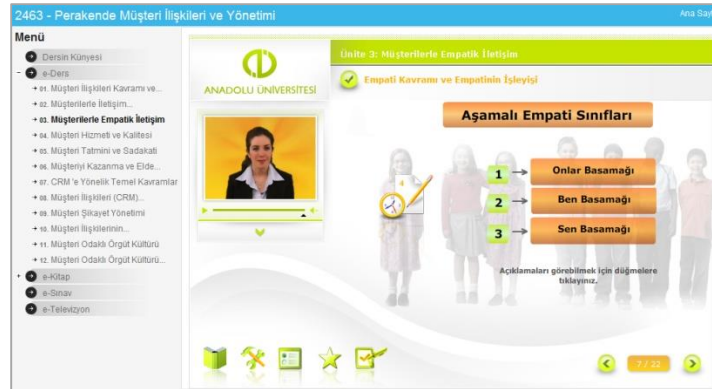 2463 - Perakende Müşteri İlişkileri ve Yönetimi
Ana Say
Menü
Dersin Künyesi
- e-Ders
01. Müşteri İlişkileri Kavramı ve...
02. Müşterilerle İletişim...
03. Müşterilerle Empatik İletişim
04. Müşteri Hizmeti ve Kalitesi
05. Müşteri Tatmini ve Sadakati
06. Müşteriyi Kazanma ve Elde...
07. CRM 'e Yönelik Temel Kavramlar
08. Müşteri İlişkileri (CRM)...
09. Müşteri Şikayet Yönetimi
10. Müşteri İlişkilerinin...
11. Müşteri Odaklı Örgüt Kültürü
12. Müşteri Odaklı Örgüt Kültürü...
e-Kitap
e-Sınav
e-Televizyon
ANADOLU ÜNİVERSİTESİ
Ünite 3: Müşterilerle Empatik İletişim
Empati Kavramı ve Empatinin İşleyişi
Aşamalı Empati Sınıfları
1 Onlar Basamağı
2 Ben Basamağı
3 Sen Basamağı
Açıklamaları görebilmek için düğmelere
tıklayınız.
7 / 22